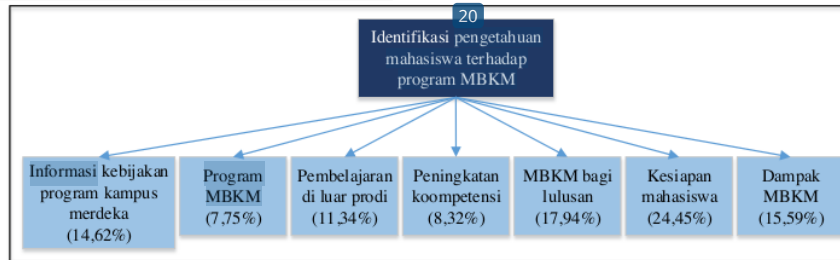 20
Identifikasi pengetahuan
mahasiswa terhadap
program MBKM
Informasi kebijakan
program kampus
merdeka
(14,62%)
Program
MBKM
(7,75%)
Pembelajaran
di luar prodi
(11,34%)
Peningkatan
koompetensi
(8,32%)
MBKM bagi
lulusan
(17,94%)
Kesiapan
mahasiswa
(24,45%)
Dampak
MBKM
(15,59%)